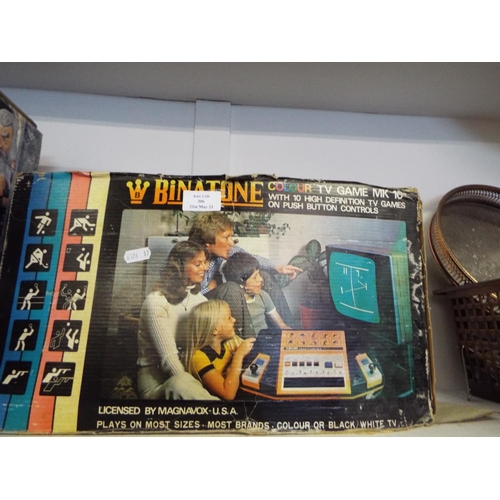 BINATONE
COLOUR TV GAME MK 10
WITH 10 HIGH DEFINITION TV GAMES
ON PUSH BUTTON CONTROLS
LICENSED BY MAGNAVOX · U.S.A.
PLAYS ON MOST SIZES · MOST BRANDS · COLOUR OR BLACK/WHITE TV